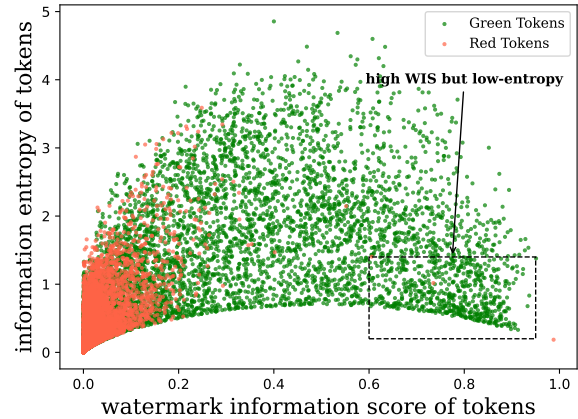 Green Tokens
Red Tokens
high WIS but low-entropy
information entropy of tokens
5
4
3
2
1
0
0.0 0.2 0.4 0.6 0.8 1.0
watermark information score of tokens